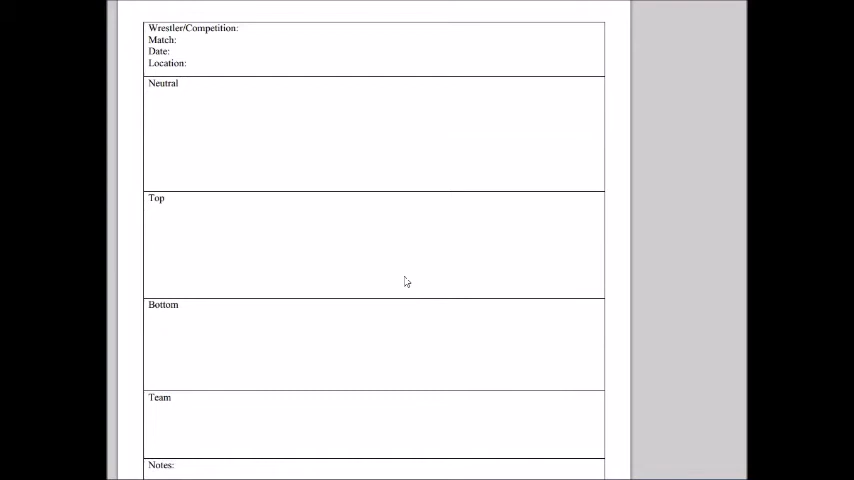 Wrestler/Competition:
Match:
Date:
Location:
Neutral
Top
Bottom
Team
Notes: